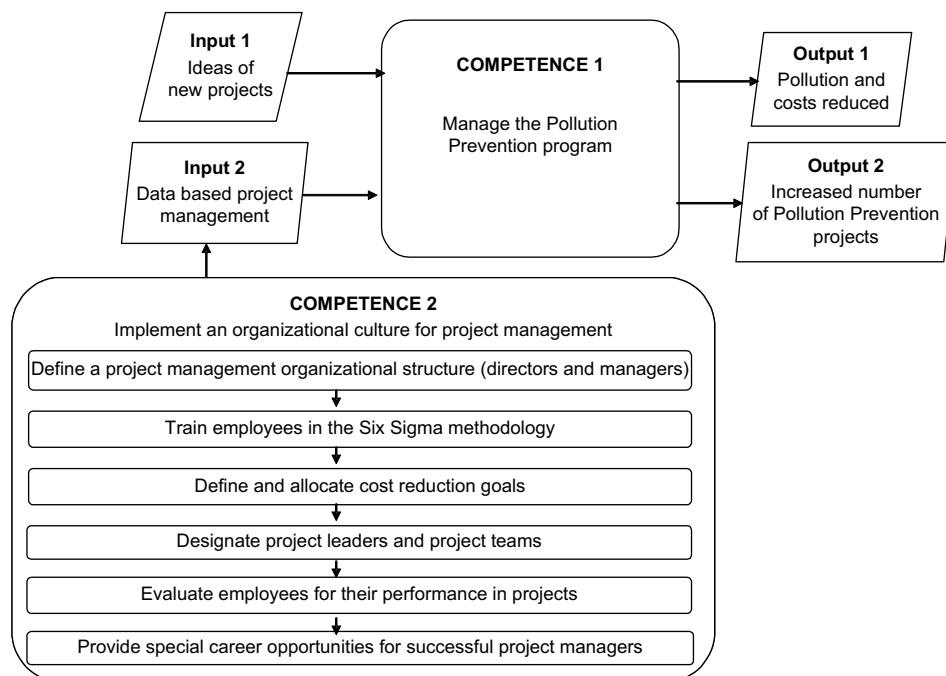 Input 1
Ideas of
new projects
COMPETENCE 1
Manage the Pollution
Prevention program
Output 1
Pollution and
costs reduced
Input 2
Data based project
management
Output 2
Increased number
of Pollution Prevention
projects
COMPETENCE 2
Implement an organizational culture for project management
Define a project management organizational structure (directors and managers)
Train employees in the Six Sigma methodology
Define and allocate cost reduction goals
Designate project leaders and project teams
Evaluate employees for their performance in projects
Provide special career opportunities for successful project managers